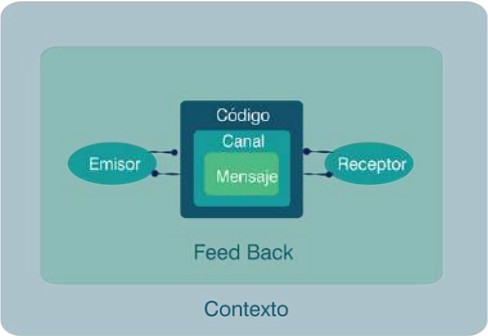 Código
Canal
Emisor
Mensaje
Receptor
Feed Back
Contexto